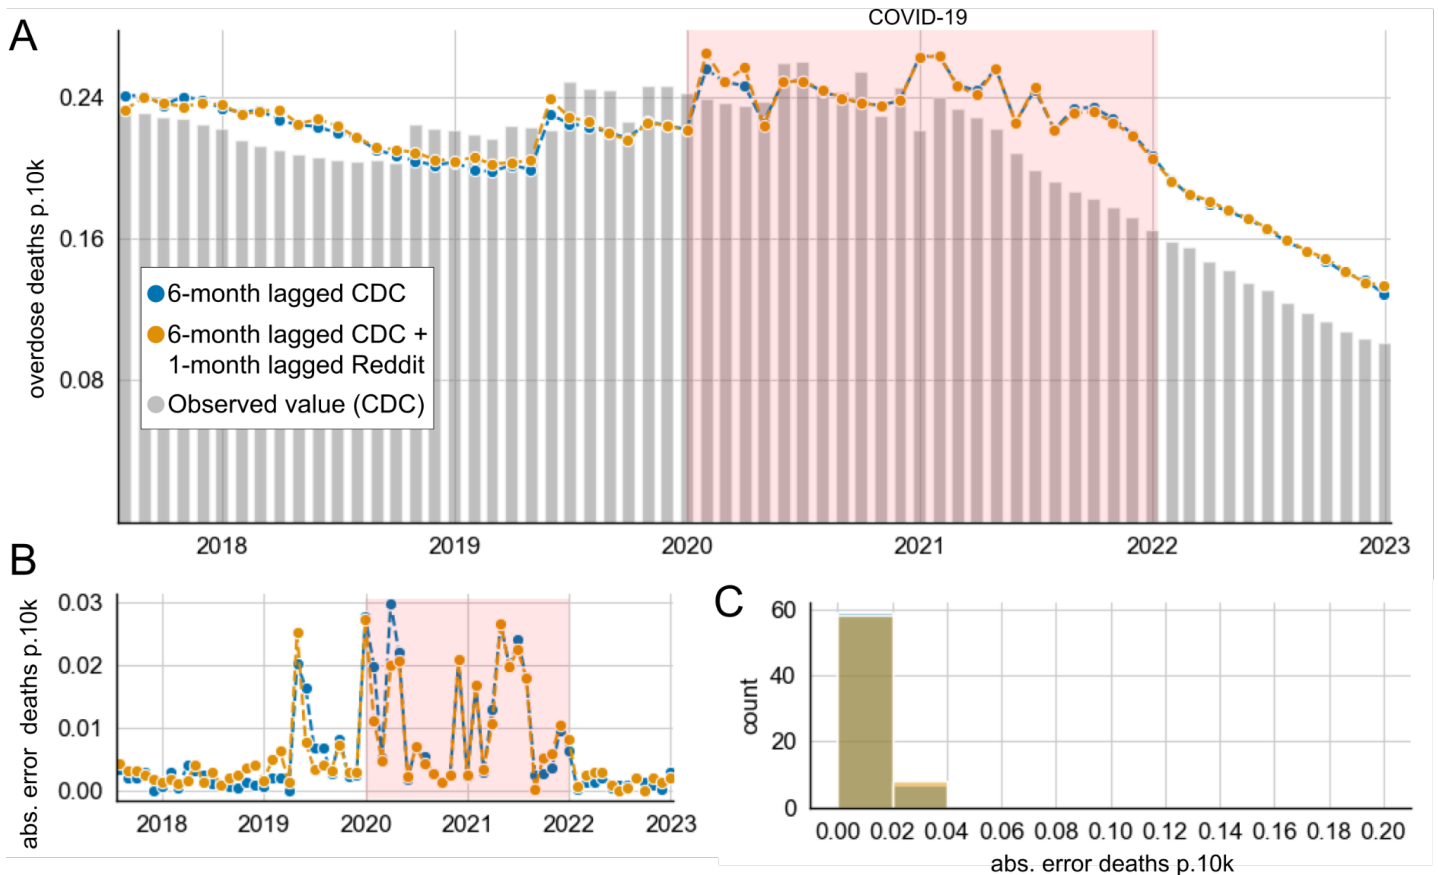 A
COVID-19
overdose deaths p.10k
0.24
0.16
0.08
6-month lagged CDC
6-month lagged CDC +
1-month lagged Reddit
Observed value (CDC)
2018 2019 2020 2021 2022 2023
B
abs. error deaths p.10k
0.03
0.02
0.01
0.00
2018 2019 2020 2021 2022 2023
C
count
60
40
20
0
0.00 0.02 0.04 0.06 0.08 0.10 0.12 0.14 0.16 0.18 0.20
abs. error deaths p.10k